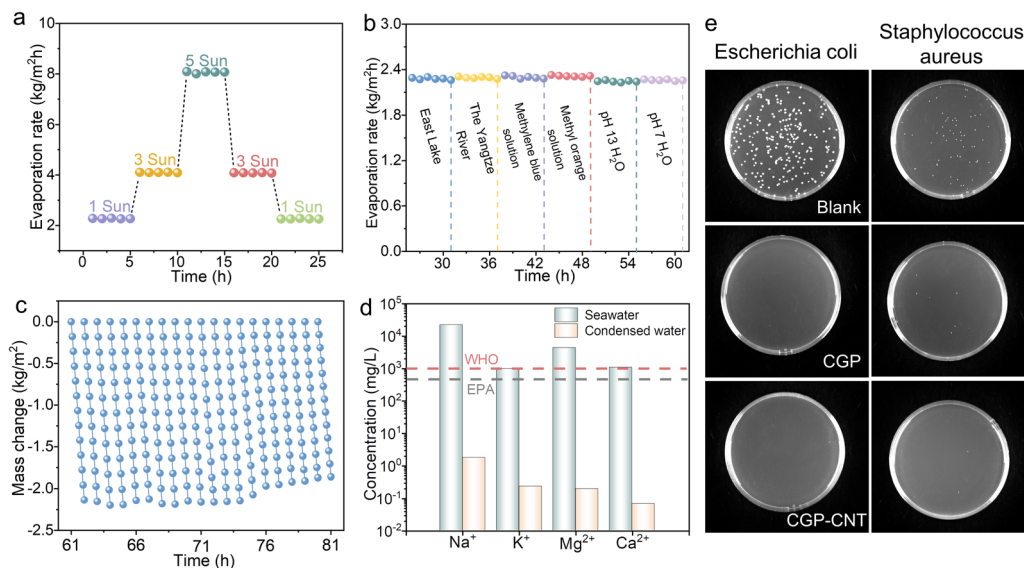 a
Evaporation rate (kg/m²h)
10
8
6
4
2
1 Sun
3 Sun
5 Sun
3 Sun
1 Sun
0 5 10 15 20 25
Time (h)
b
Evaporation rate (kg/m²h)
3.0
2.4
1.8
1.2
0.6
0.0
East Lake
The Yangtze
River
Methylene blue
solution
Methyl orange
solution
pH 13 H₂O
pH 7 H₂O
30 36 42 48 54 60
Time (h)
c
Mass change (kg/m²)
0.0
-0.5
-1.0
-1.5
-2.0
-2.5
61 66 71 76 81
Time (h)
d
Concentration (mg/L)
10⁵
10⁴
10³
10²
10¹
10⁰
10⁻¹
10⁻²
Seawater
Condensed water
WHO
EPA
Na⁺ K⁺ Mg²⁺ Ca²⁺
e
Escherichia coli
Staphylococcus
aureus
Blank
CGP
CGP-CNT